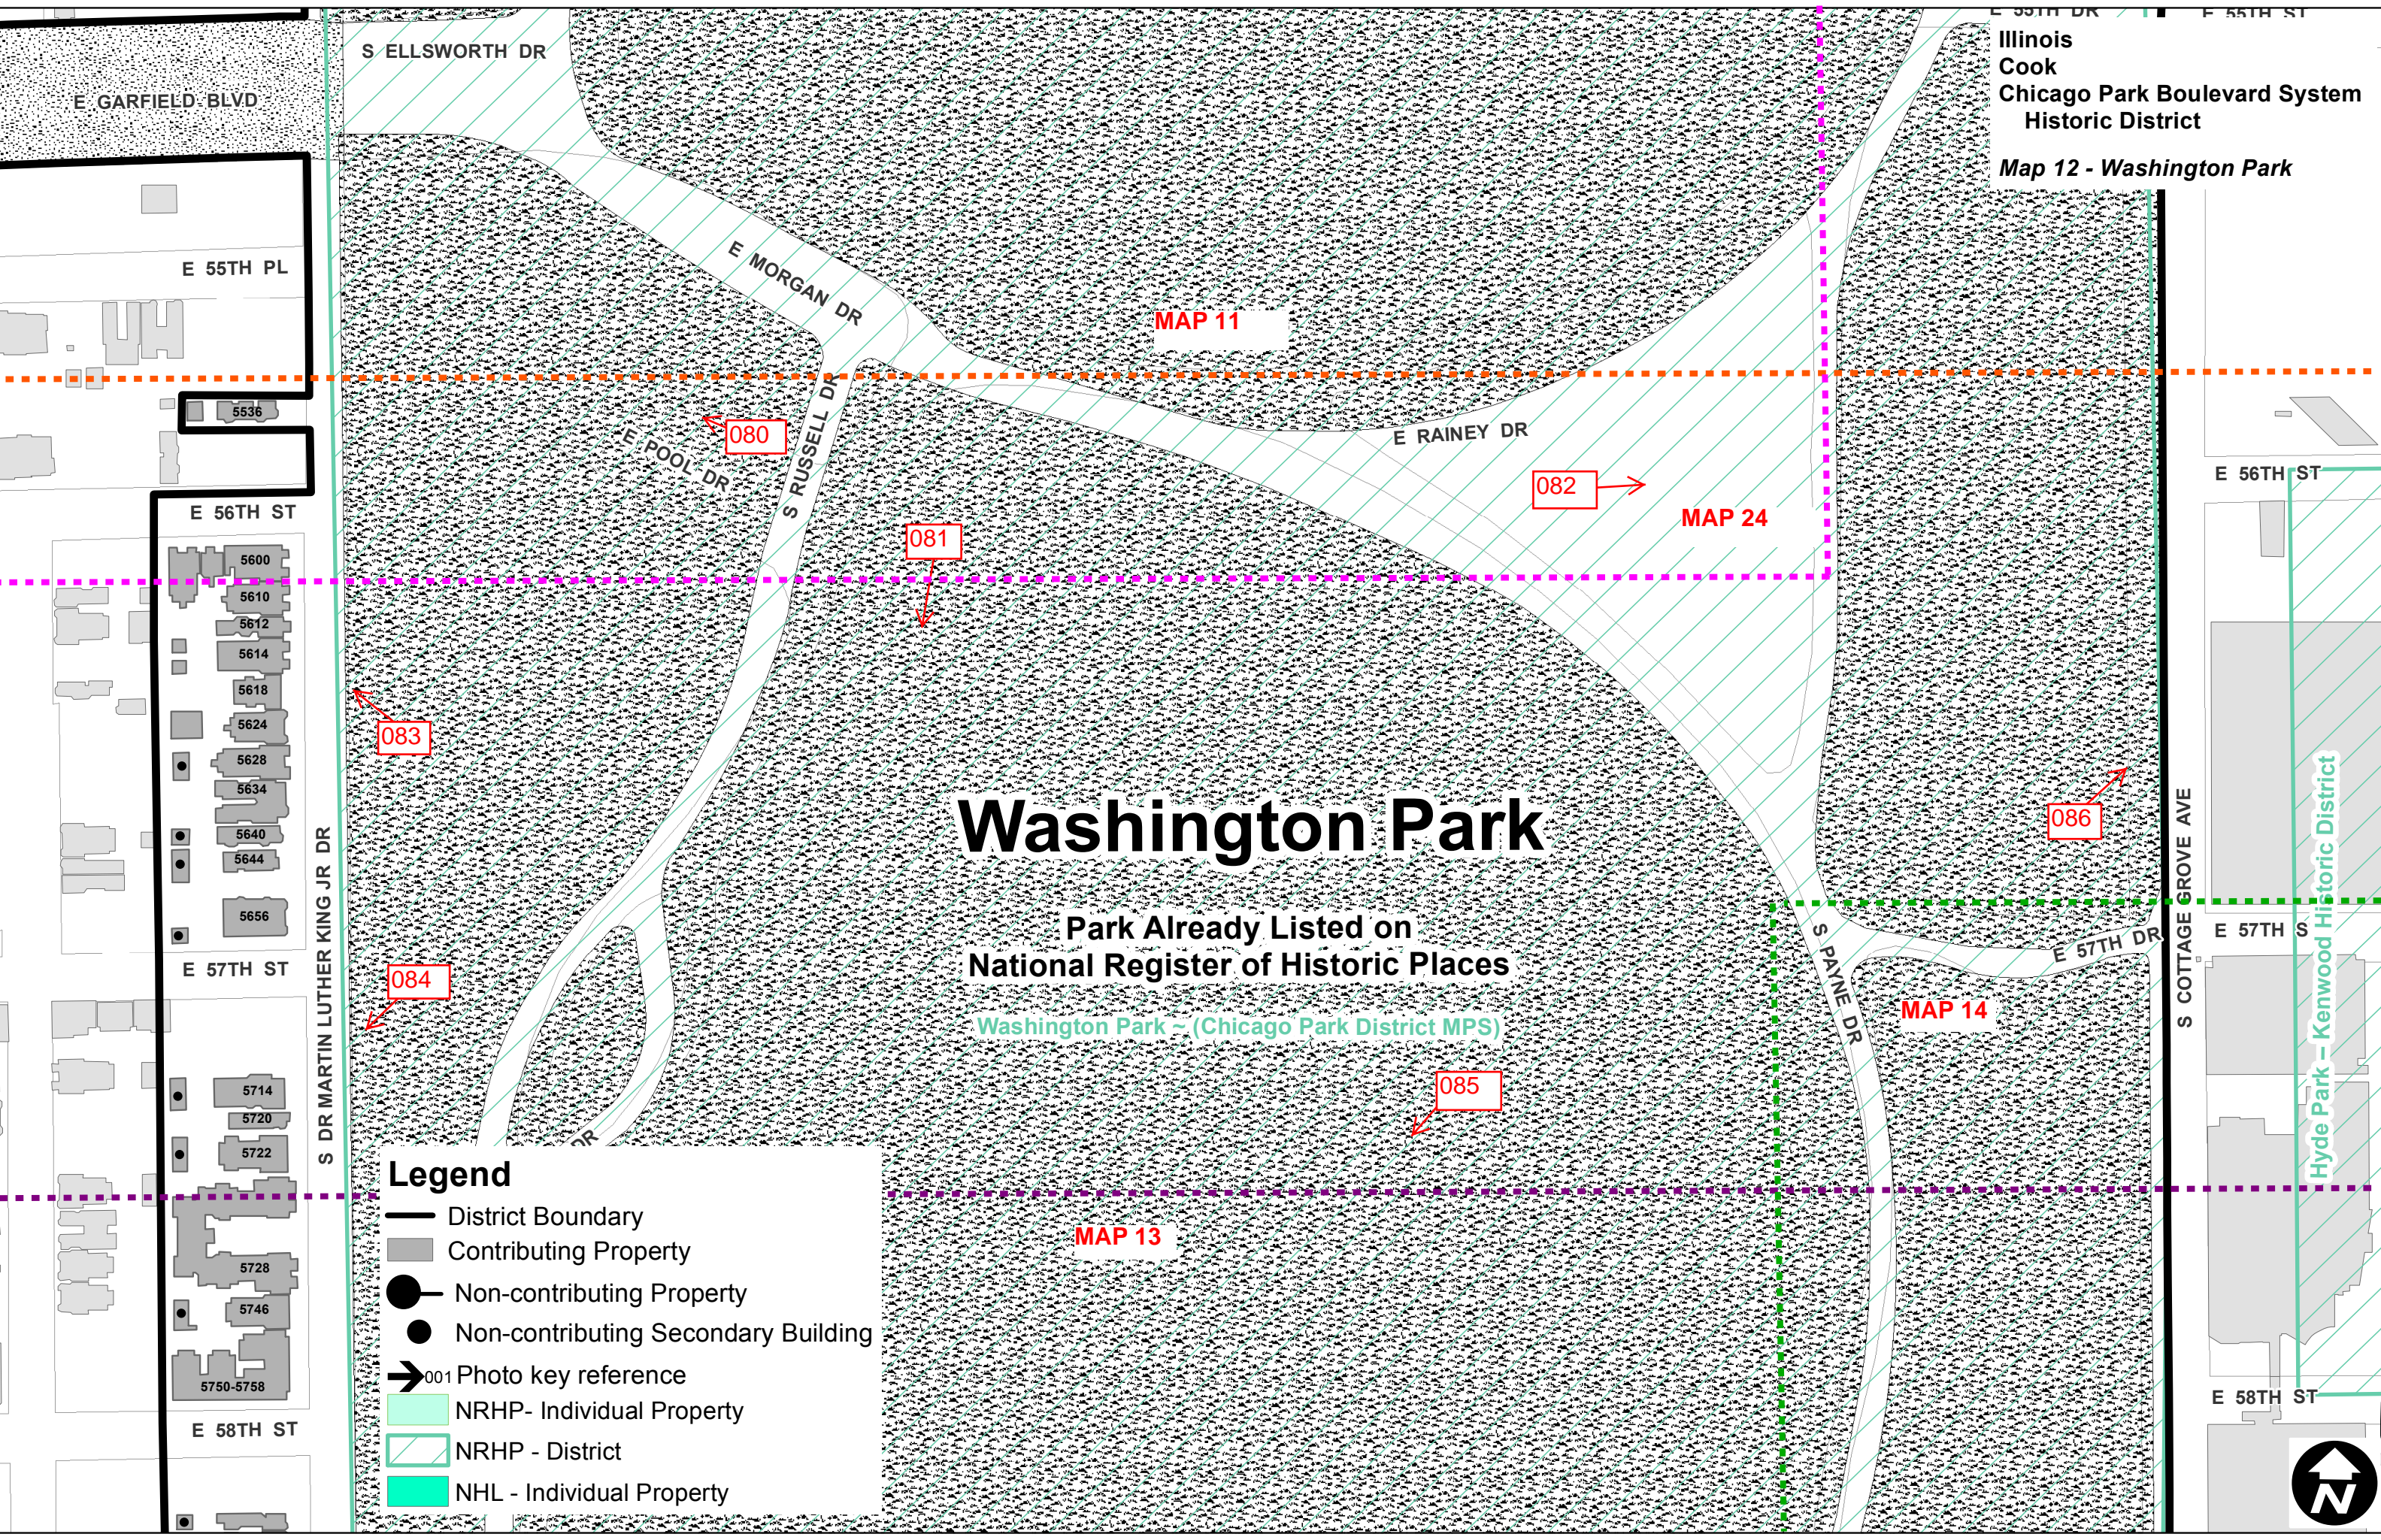 E 55TH DR
E 55TH ST
Illinois
Cook
Chicago Park Boulevard System
Historic District
Map 12 - Washington Park
S ELLSWORTH DR
E GARFIELD BLVD
E 55TH PL
E MORGAN DR
MAP 11
5536
080
E POOL DR
S RUSSELL DR
E RAINEY DR
082
MAP 24
E 56TH ST
E 56TH ST
081
5600
5610
5612
5614
5618
5624
5628
5634
5640
5644
5656
083
S DR MARTIN LUTHER KING JR DR
Washington Park
086
S COTTAGE GROVE AVE
Hyde Park – Kenwood Historic District
Park Already Listed on
National Register of Historic Places
Washington Park ~ (Chicago Park District MPS)
S PAYNE DR
E 57TH DR
E 57TH S
E 57TH ST
084
MAP 14
085
5714
5720
5722
5728
5746
5750-5758
DR
MAP 13
Legend
District Boundary
Contributing Property
Non-contributing Property
Non-contributing Secondary Building
001 Photo key reference
NRHP- Individual Property
NRHP - District
NHL - Individual Property
E 58TH ST
E 58TH ST
N